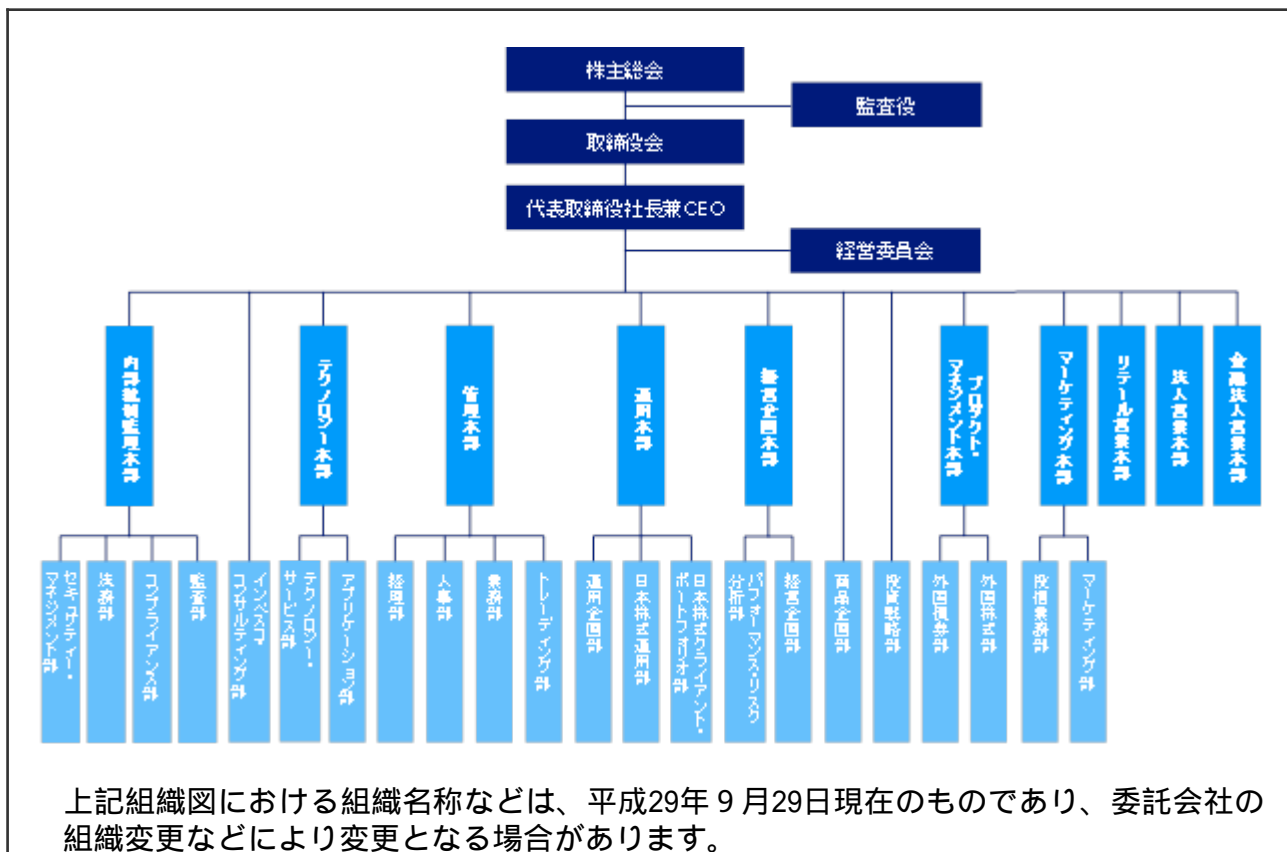 株主総会
監査役
取締役会
代表取締役社長兼CEO
経営委員会
内部統制監理本部
テクノロジー本部
管理本部
運用本部
経営企画本部
プロダクト・
マネジメント本部
マーケティング本部
リテール営業本部
法人営業本部
金融法人営業本部
セキュリティー・
マネジメント部
法務部
コンプライアンス部
監査部
インベスコ・
コンサルティング部
テクノロジー・
サービス部
アプリケーション部
経理部
人事部
業務部
トレーディング部
運用企画部
日本株式運用部
日本株式クライアント・
ポートフォリオ部
パフォーマンス・リスク
分析部
経営企画部
商品企画部
投資戦略部
外国債券部
外国株式部
投信業務部
マーケティング部
上記組織図における組織名称などは、平成29年9月29日現在のものであり、委託会社の
組織変更などにより変更となる場合があります。